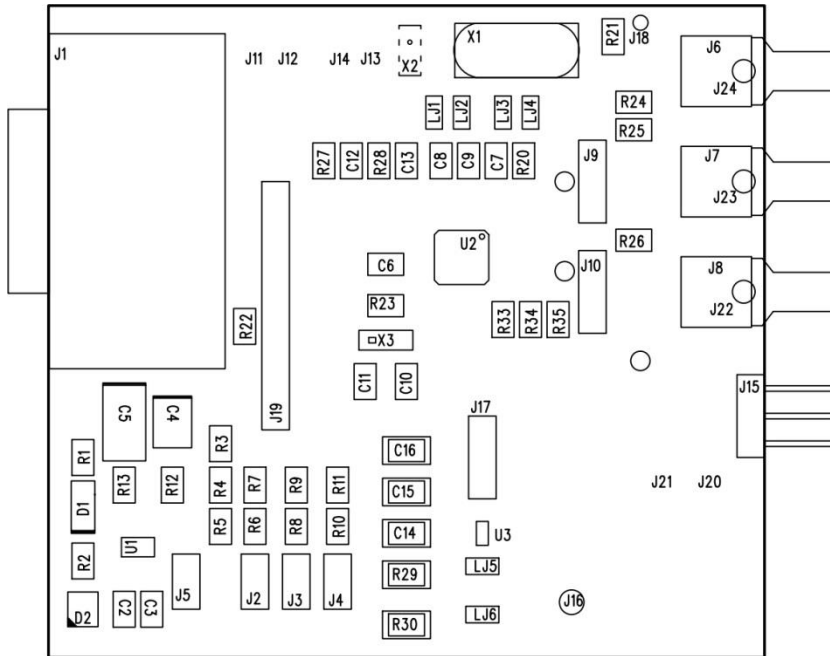 J1
J11 J12 J14 J13 X2 X1 R21 J18 J6
J24
LJ1 LJ2 LJ3 LJ4 R24
R25
R27 C12 R28 C13 C8 C9 C7 R20 J9 J7
J23
U2 R26
C6 J10 J8
R23 J22
R22 R33 R34 R35
X3
C11 C10 J15
J19 J17
C5 C4
R3 C16
R1 R13 R12 R4 R7 R9 R11 J21 J20
D1 C15
R5 R6 R8 R10 C14 U3
U1
R2 J5 J2 J3 J4 R29 LJ5
D2 C2 C3 J16
R30 LJ6